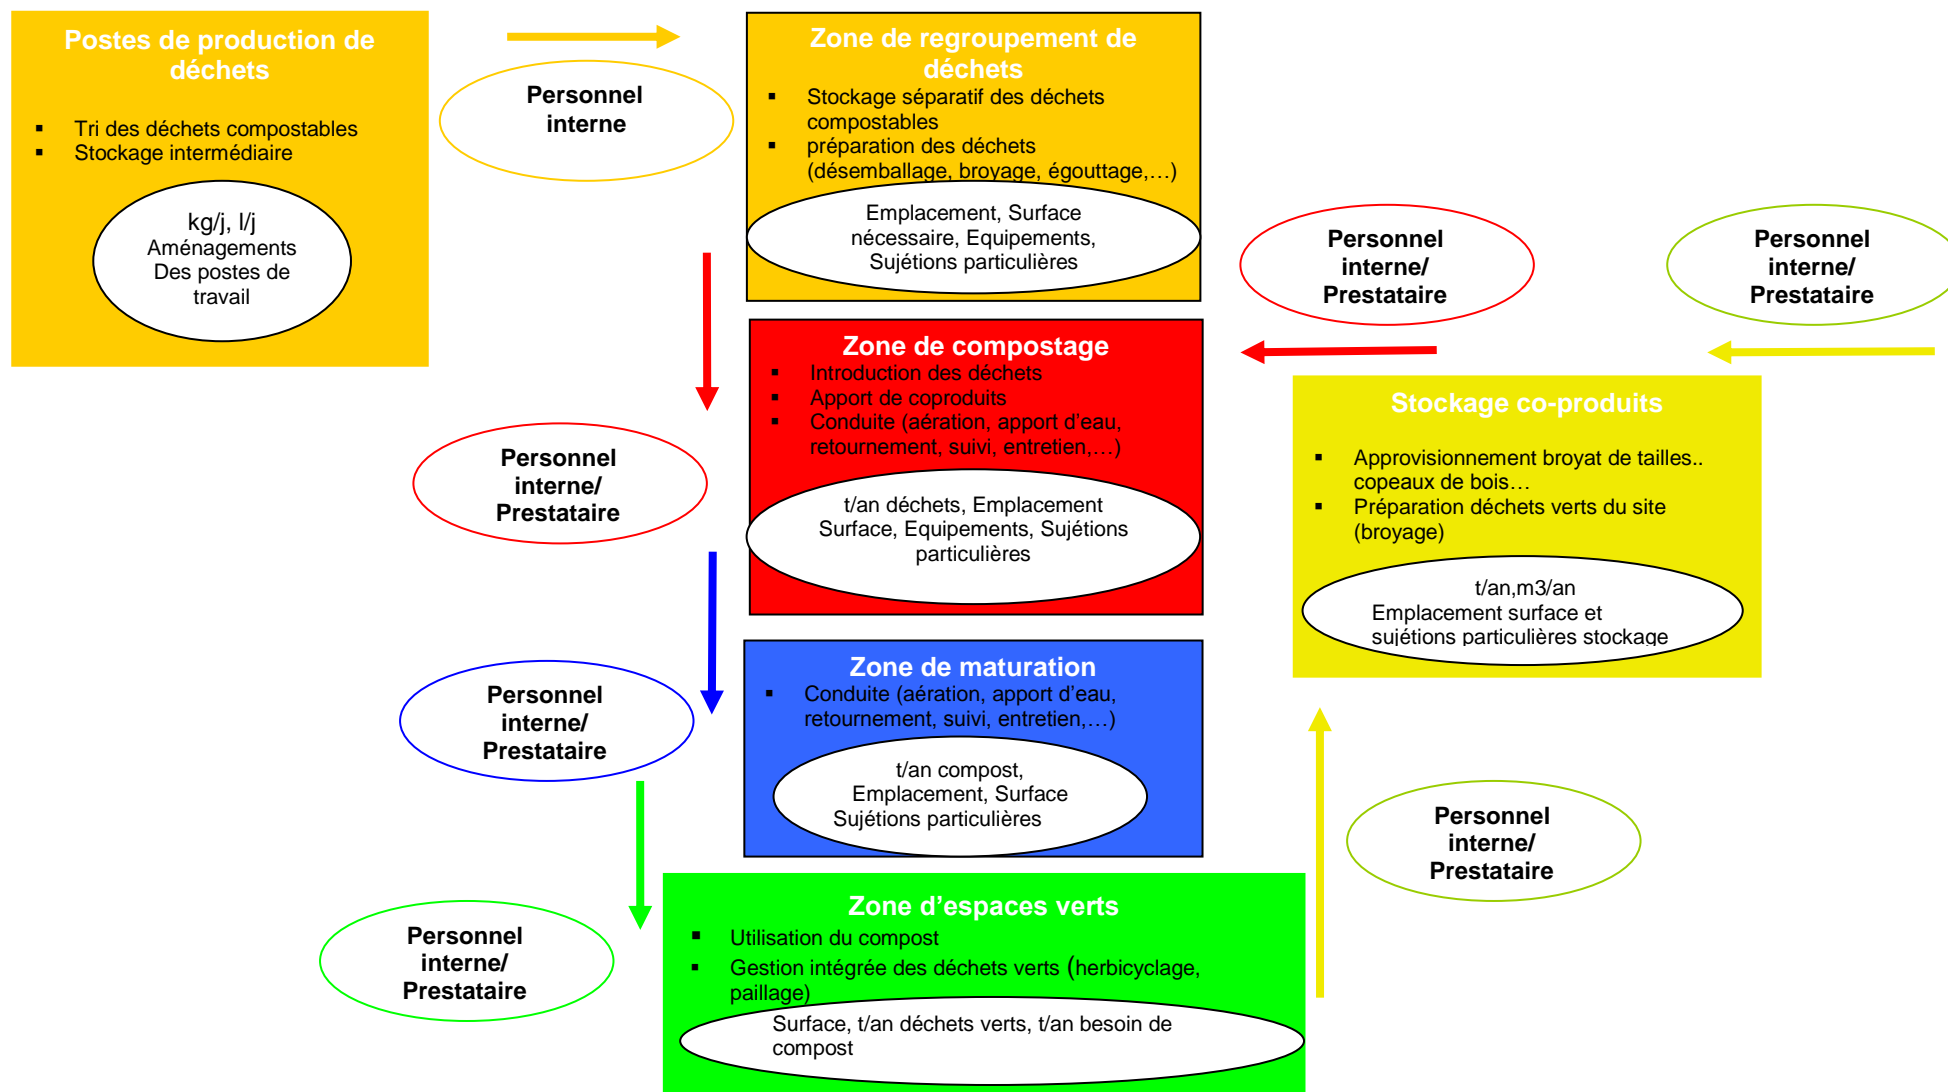 Postes de production de
déchets
▪ Tri des déchets compostables
▪ Stockage intermédiaire
kg/j, l/j
Aménagements
Des postes de
travail
Personnel
interne
Zone de regroupement de
déchets
▪ Stockage séparatif des déchets
compostables
▪ préparation des déchets
(désemballage, broyage, égouttage,…)
Emplacement, Surface
nécessaire, Equipements,
Sujétions particulières
Personnel
interne/
Prestataire
Personnel
interne/
Prestataire
Zone de compostage
▪ Introduction des déchets
▪ Apport de coproduits
▪ Conduite (aération, apport d’eau,
retournement, suivi, entretien,…)
t/an déchets, Emplacement
Surface, Equipements, Sujétions
particulières
Personnel
interne/
Prestataire
Stockage co-produits
▪ Approvisionnement broyat de tailles..
copeaux de bois…
▪ Préparation déchets verts du site
(broyage)
t/an,m3/an
Emplacement surface et
sujétions particulières stockage
Zone de maturation
▪ Conduite (aération, apport d’eau,
retournement, suivi, entretien,…)
t/an compost,
Emplacement, Surface
Sujétions particulières
Personnel
interne/
Prestataire
Personnel
interne/
Prestataire
Zone d’espaces verts
▪ Utilisation du compost
▪ Gestion intégrée des déchets verts (herbicyclage,
paillage)
Surface, t/an déchets verts, t/an besoin de
compost
Personnel
interne/
Prestataire